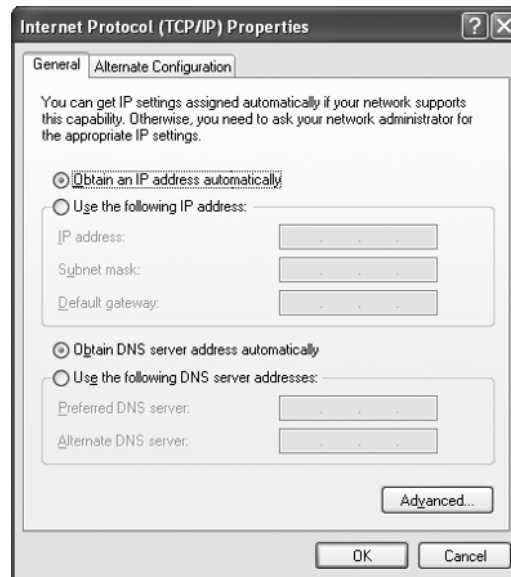 Internet Protocol (TCP/IP) Properties
General
Alternate Configuration
You can get IP settings assigned automatically if your network supports
this capability. Otherwise, you need to ask your network administrator for
the appropriate IP settings.
Obtain an IP address automatically
Use the following IP address:
IP address:
Subnet mask:
Default gateway:
Obtain DNS server address automatically
Use the following DNS server addresses:
Preferred DNS server:
Alternate DNS server:
Advanced...
OK
Cancel